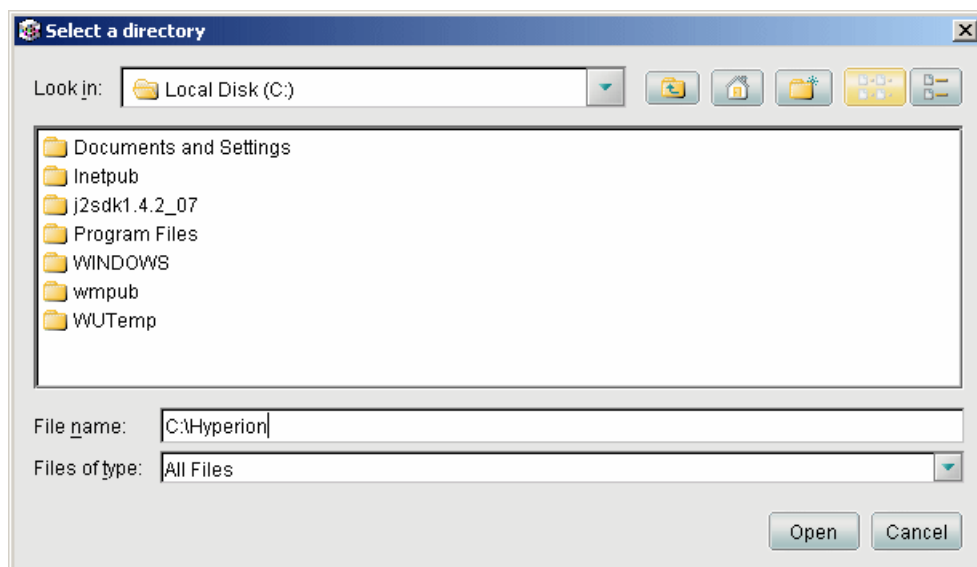 Select a directory
Look in: Local Disk (C:)
Documents and Settings
Inetpub
j2sdk1.4.2_07
Program Files
WINDOWS
wmpub
WUTemp
File name: C:\Hyperion
Files of type: All Files
Open Cancel